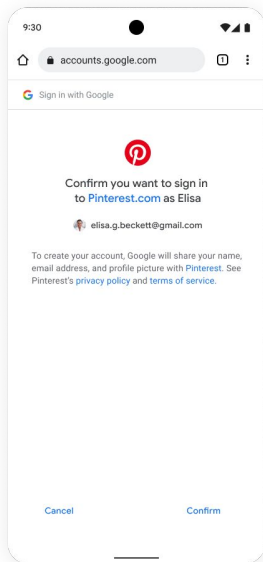 9:30
accounts.google.com
1
Sign in with Google
Confirm you want to sign in
to Pinterest.com as Elisa
elisa.g.beckett@gmail.com
To create your account, Google will share your name,
email address, and profile picture with Pinterest. See
Pinterest's privacy policy and terms of service.
Cancel Confirm